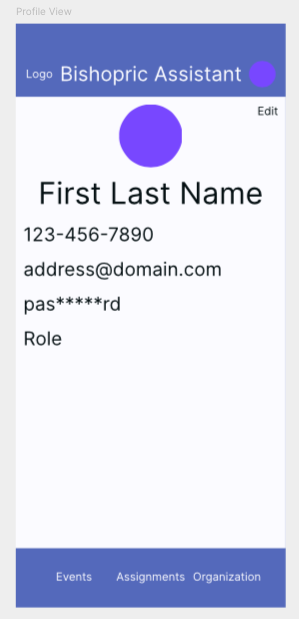 Profile View
Logo Bishopric Assistant
Edit
First Last Name
123-456-7890
address@domain.com
pas*****rd
Role
Events Assignments Organization